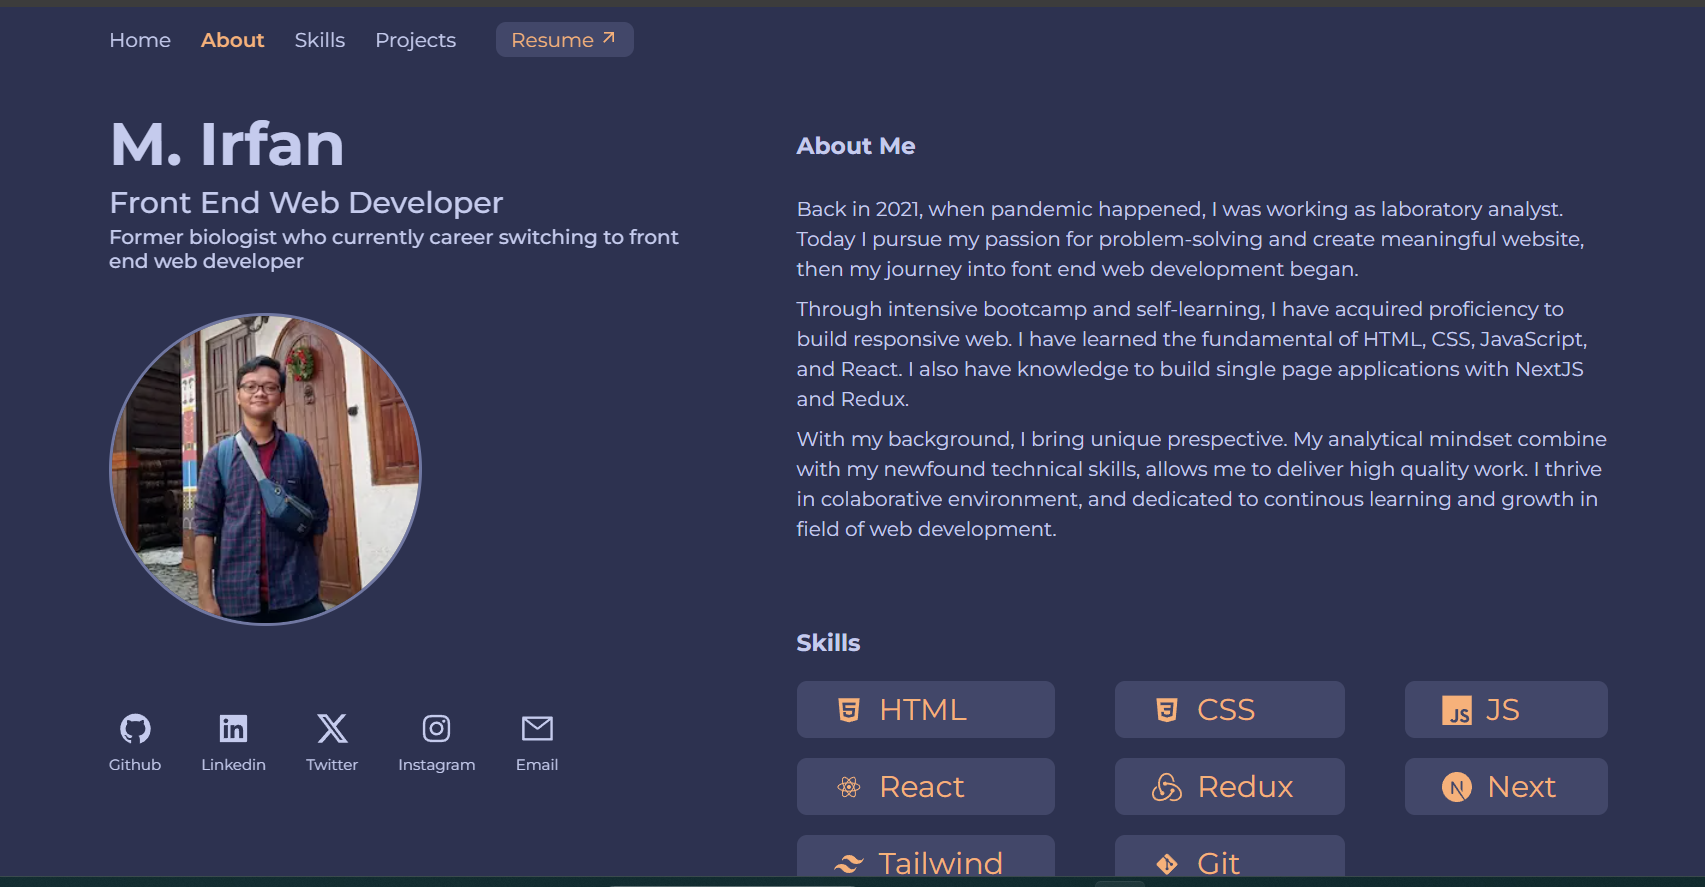 Home About Skills Projects Resume
M. Irfan
Front End Web Developer
Former biologist who currently career switching to front
end web developer
Github Linkedin Twitter Instagram Email
About Me
Back in 2021, when pandemic happened, I was working as laboratory analyst.
Today I pursue my passion for problem-solving and create meaningful website,
then my journey into font end web development began.
Through intensive bootcamp and self-learning, I have acquired proficiency to
build responsive web. I have learned the fundamental of HTML, CSS, JavaScript,
and React. I also have knowledge to build single page applications with NextJS
and Redux.
With my background, I bring unique prespective. My analytical mindset combine
with my newfound technical skills, allows me to deliver high quality work. I thrive
in colaborative environment, and dedicated to continous learning and growth in
field of web development.
Skills
HTML CSS JS JS
React Redux N Next
Tailwind Git